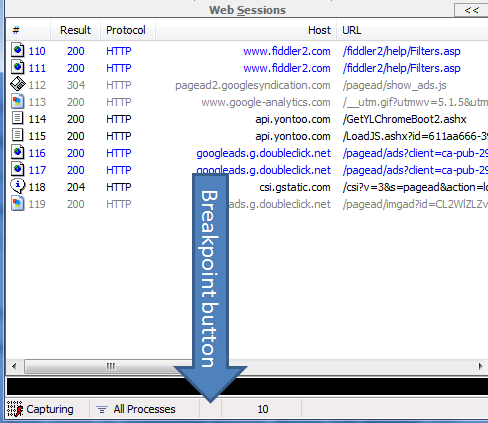 Web Sessions <<
# Result Protocol Host URL
110 200 HTTP www.fiddler2.com /fiddler2/help/Filters.asp
111 200 HTTP www.fiddler2.com /fiddler2/help/Filters.asp
112 304 HTTP pagead2.googlesyndication.com /pagead/show_ads.js
113 200 HTTP www.google-analytics.com /__utm.gif?utmwv=5.1.5&utm
114 200 HTTP api.yontoo.com /GetYLChromeBoot2.ashx
115 200 HTTP api.yontoo.com /LoadJS.ashx?id=611aa666-39
116 200 HTTP googleads.g.doubleclick.net /pagead/ads?client=ca-pub-29
117 200 HTTP googleads.g.doubleclick.net /pagead/ads?client=ca-pub-29
118 204 HTTP csi.gstatic.com /csi?v=3&s=pagead&action=lo
119 200 HTTP ads.g.doubleclick.net /pagead/imgad?id=CL2WlZLZv
Breakpoint button
Capturing All Processes 10